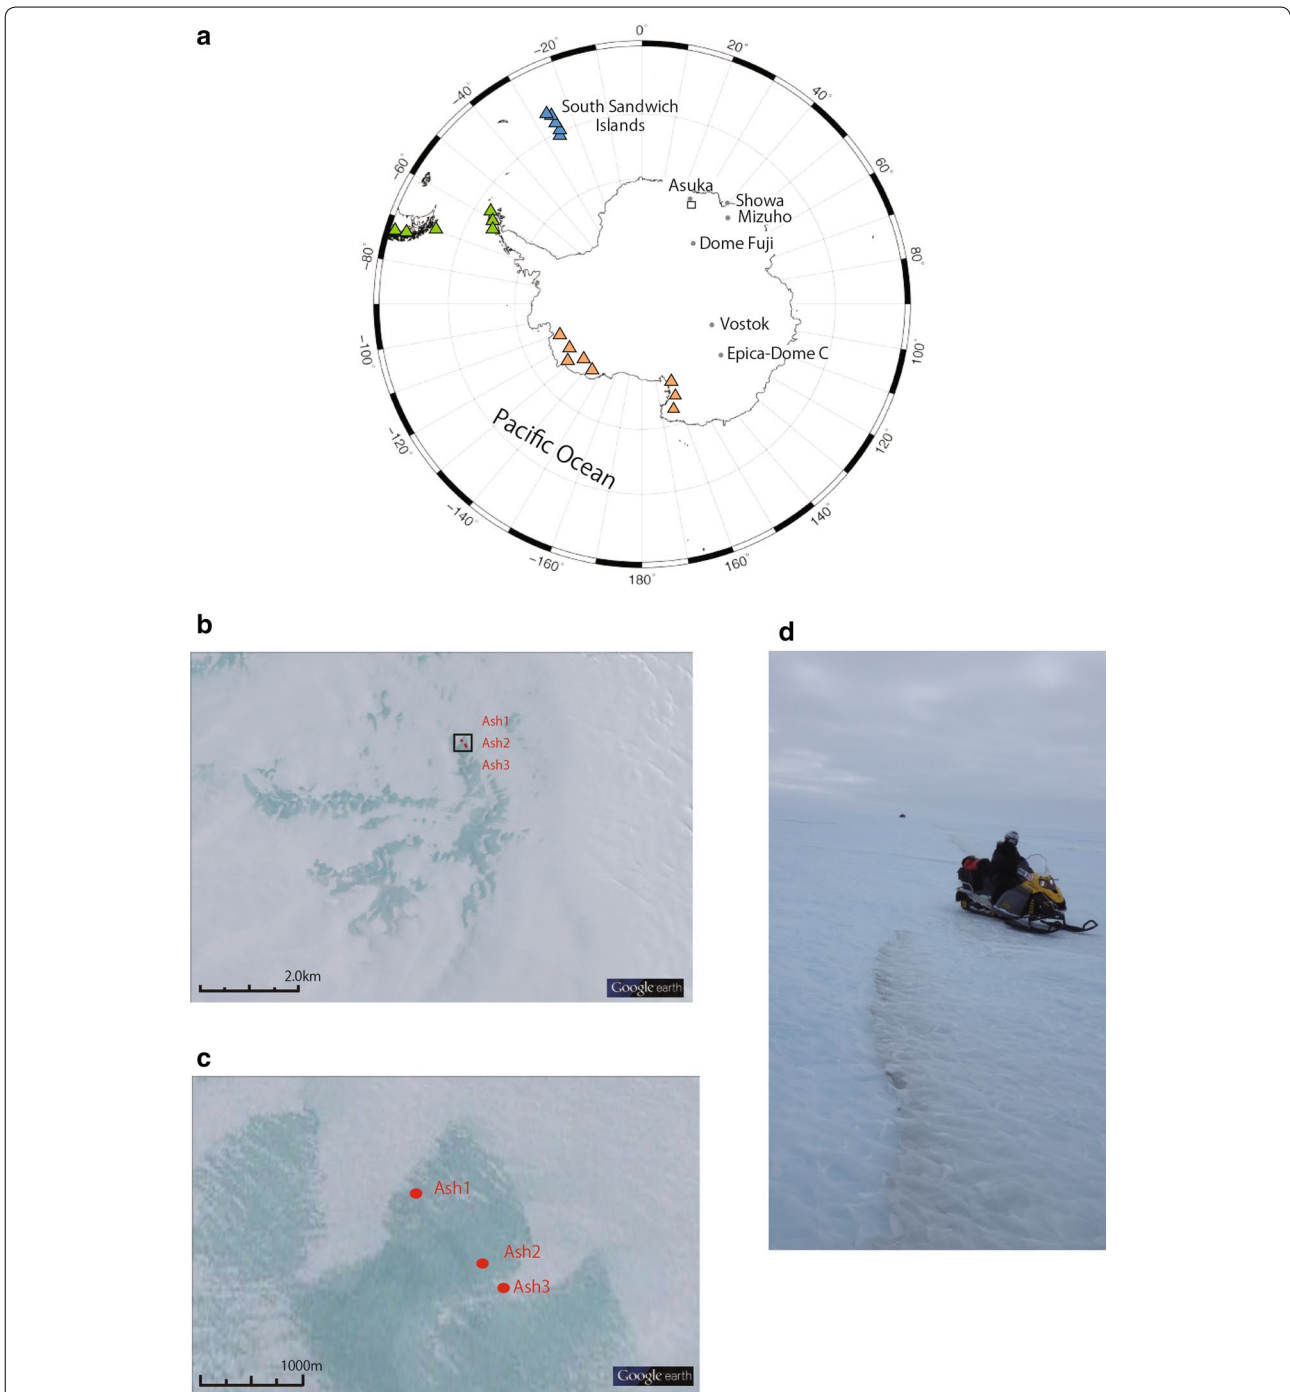 a
0°
20°
40°
60°
80°
100°
120°
140°
160°
180°
−160°
−140°
−120°
−100°
−80°
−60°
−40°
−20°
South Sandwich
Islands
Asuka
Showa
Mizuho
Dome Fuji
Vostok
Epica-Dome C
Pacific Ocean
b
Ash1
Ash2
Ash3
2.0km
Google earth
c
Ash1
Ash2
Ash3
1000m
Google earth
d